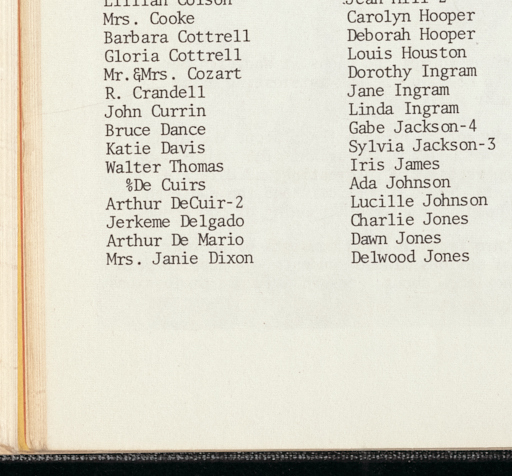 Lillian Colson
Mrs. Cooke
Barbara Cottrell
Gloria Cottrell
Mr.&Mrs. Cozart
R. Crandell
John Currin
Bruce Dance
Katie Davis
Walter Thomas
%De Cuirs
Arthur DeCuir-2
Jerkeme Delgado
Arthur De Mario
Mrs. Janie Dixon
Jean Hill-2
Carolyn Hooper
Deborah Hooper
Louis Houston
Dorothy Ingram
Jane Ingram
Linda Ingram
Gabe Jackson-4
Sylvia Jackson-3
Iris James
Ada Johnson
Lucille Johnson
Charlie Jones
Dawn Jones
Delwood Jones